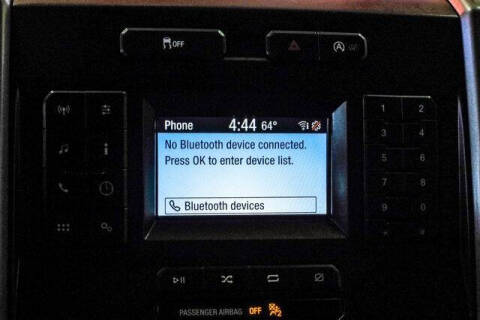 OFF
A
Phone 4:44 64°
No Bluetooth device connected.
Press OK to enter device list.
Bluetooth devices
i
1 2
3 4
5 6
7 8
9 0
PASSENGER AIRBAG OFF 2